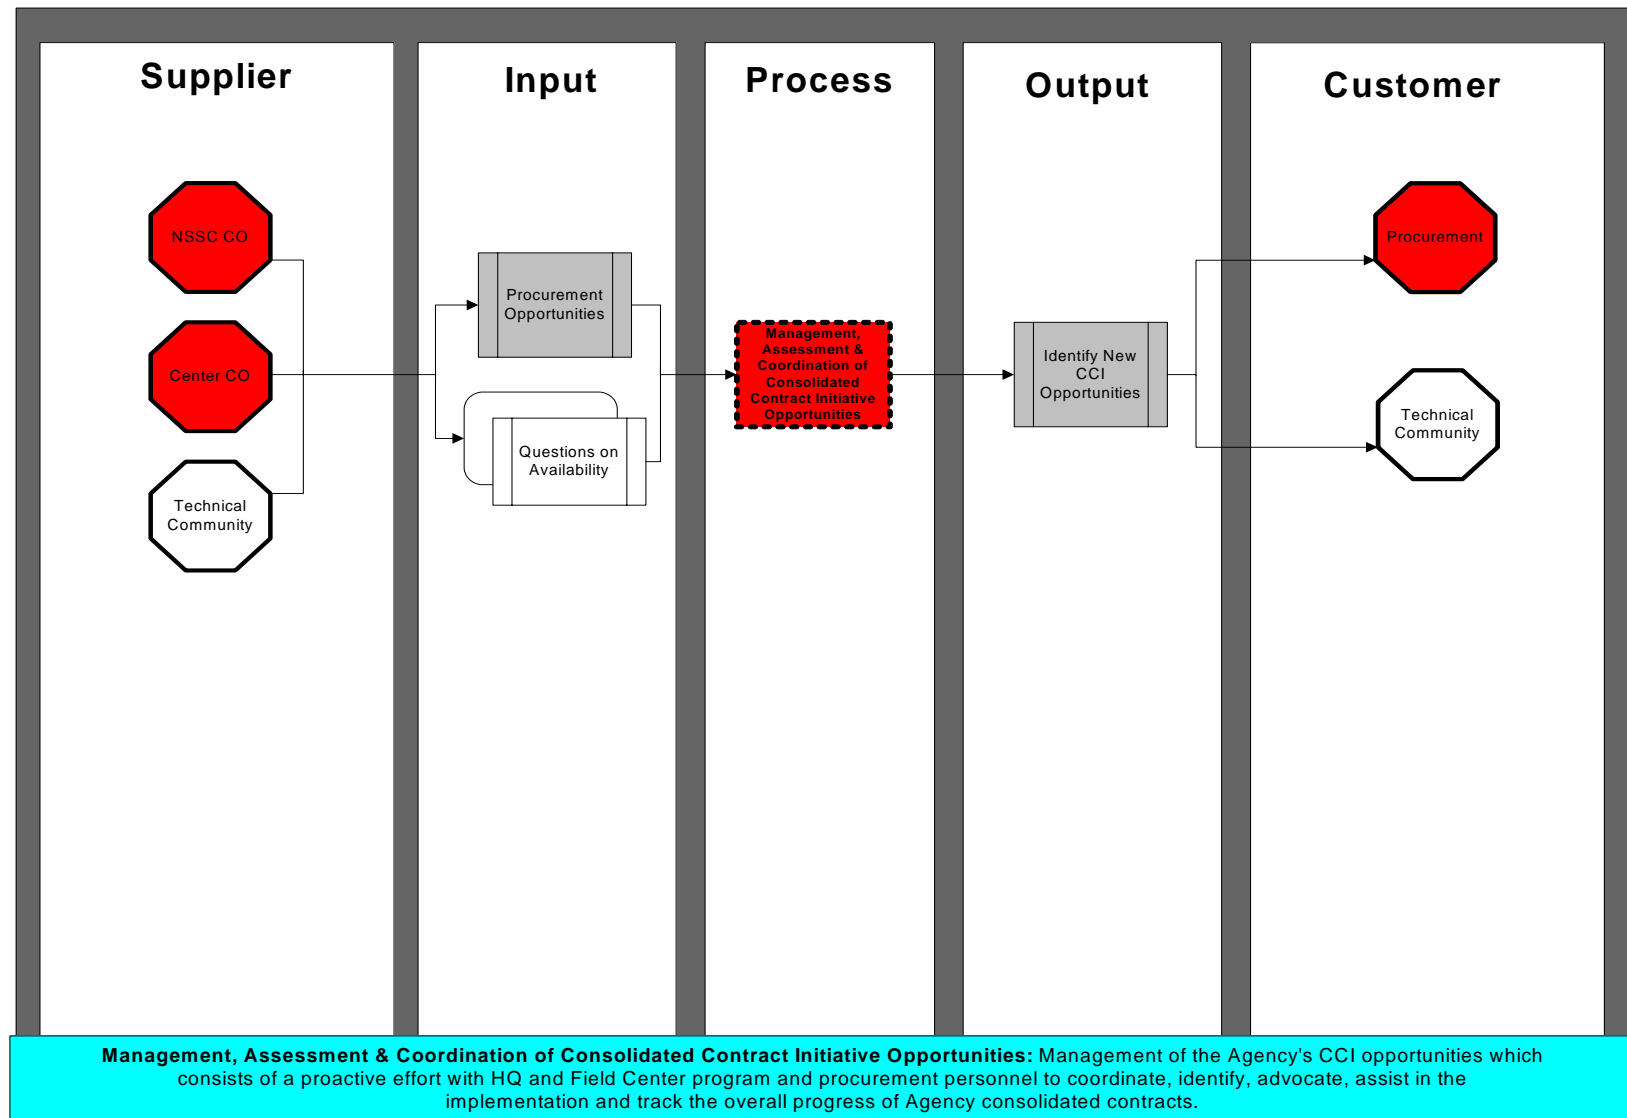 Supplier
Input
Process
Output
Customer
NSSC CO
Center CO
Technical
Community
Procurement
Opportunities
Questions on
Availability
Management,
Assessment &
Coordination of
Consolidated
Contract Initiative
Opportunities
Identify New
CCI
Opportunities
Procurement
Technical
Community
Management, Assessment & Coordination of Consolidated Contract Initiative Opportunities: Management of the Agency's CCI opportunities which
consists of a proactive effort with HQ and Field Center program and procurement personnel to coordinate, identify, advocate, assist in the
implementation and track the overall progress of Agency consolidated contracts.